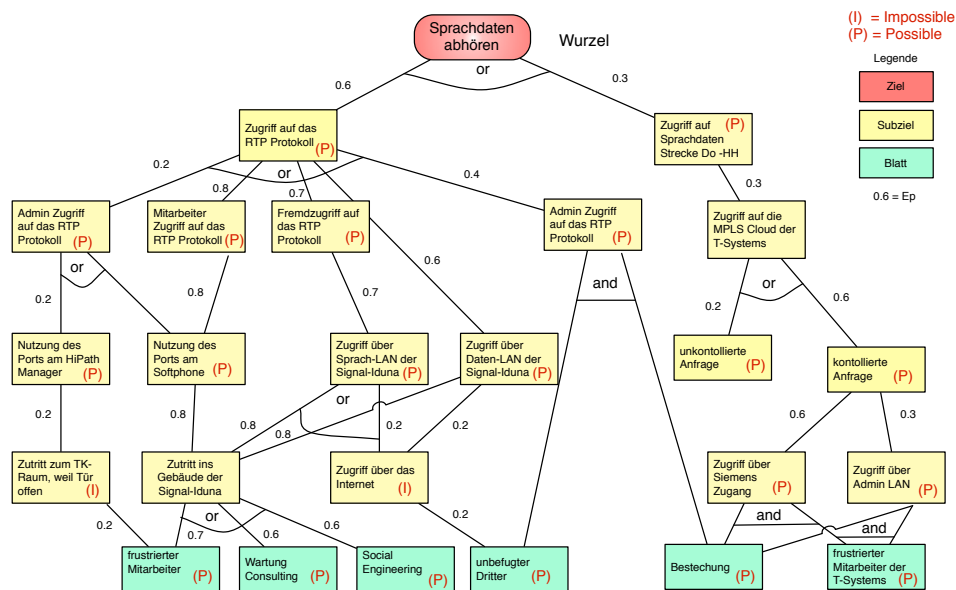 Sprachdaten
abhören
Wurzel
(I) = Impossible
(P) = Possible
Legende
Ziel
Subziel
Blatt
0.6 = Ep
or
0.6
0.3
Zugriff auf das
RTP Protokoll
(P)
Zugriff auf (P)
Sprachdaten
Strecke Do -HH
0.2
or
0.8
0.7
0.4
0.3
Admin Zugriff
auf das RTP
Protokoll (P)
Mitarbeiter
Zugriff auf das
RTP Protokoll (P)
Fremdzugriff auf
das RTP
Protokoll (P)
Admin Zugriff
auf das RTP
Protokoll (P)
Zugriff auf die
MPLS Cloud der
T-Systems
or
0.2
0.8
0.7
0.6
and
0.2
or
0.6
Nutzung des
Ports am HiPath
Manager (P)
Nutzung des
Ports am
Softphone (P)
Zugriff über
Sprach-LAN der
Signal-Iduna (P)
Zugriff über
Daten-LAN der
Signal-Iduna (P)
unkontollierte
Anfrage (P)
kontollierte
Anfrage (P)
0.2
0.8
0.8
or
0.8
0.2
0.2
0.6
0.3
Zutritt zum TK-
Raum, weil Tür
offen (I)
Zutritt ins
Gebäude der
Signal-Iduna
Zugriff über das
Internet (I)
Zugriff über
Siemens
Zugang (P)
Zugriff über
Admin LAN (P)
0.2
0.7
or
0.6
0.6
0.2
and
and
frustrierter
Mitarbeiter (P)
Wartung
Consulting (P)
Social
Engineering (P)
unbefugter
Dritter (P)
Bestechung (P)
frustrierter
Mitarbeiter der
T-Systems (P)